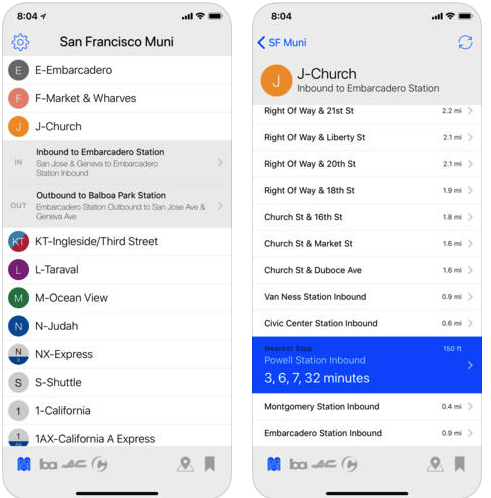 8:04
San Francisco Muni
E
E-Embarcadero
F
F-Market & Wharves
J
J-Church
IN
Inbound to Embarcadero Station
San Jose & Geneva to Embarcadero
Station Inbound
OUT
Outbound to Balboa Park Station
Embarcadero Station Outbound to San Jose Ave &
Geneva Ave
KT
KT-Ingleside/Third Street
L
L-Taraval
M
M-Ocean View
N
N-Judah
N
X
NX-Express
S
S-Shuttle
1
1-California
1
1AX-California A Express
ba
8:04
SF Muni
J
J-Church
Inbound to Embarcadero Station
Right Of Way & 21st St
2.2 mi
Right Of Way & Liberty St
2.1 mi
Right Of Way & 20th St
2.1 mi
Right Of Way & 18th St
1.9 mi
Church St & 16th St
1.8 mi
Church St & Market St
1.6 mi
Church St & Duboce Ave
1.6 mi
Van Ness Station Inbound
0.9 mi
Civic Center Station Inbound
0.6 mi
Nearest Stop
150 ft
Powell Station Inbound
3, 6, 7, 32 minutes
Montgomery Station Inbound
0.4 mi
Embarcadero Station Inbound
0.9 mi
ba